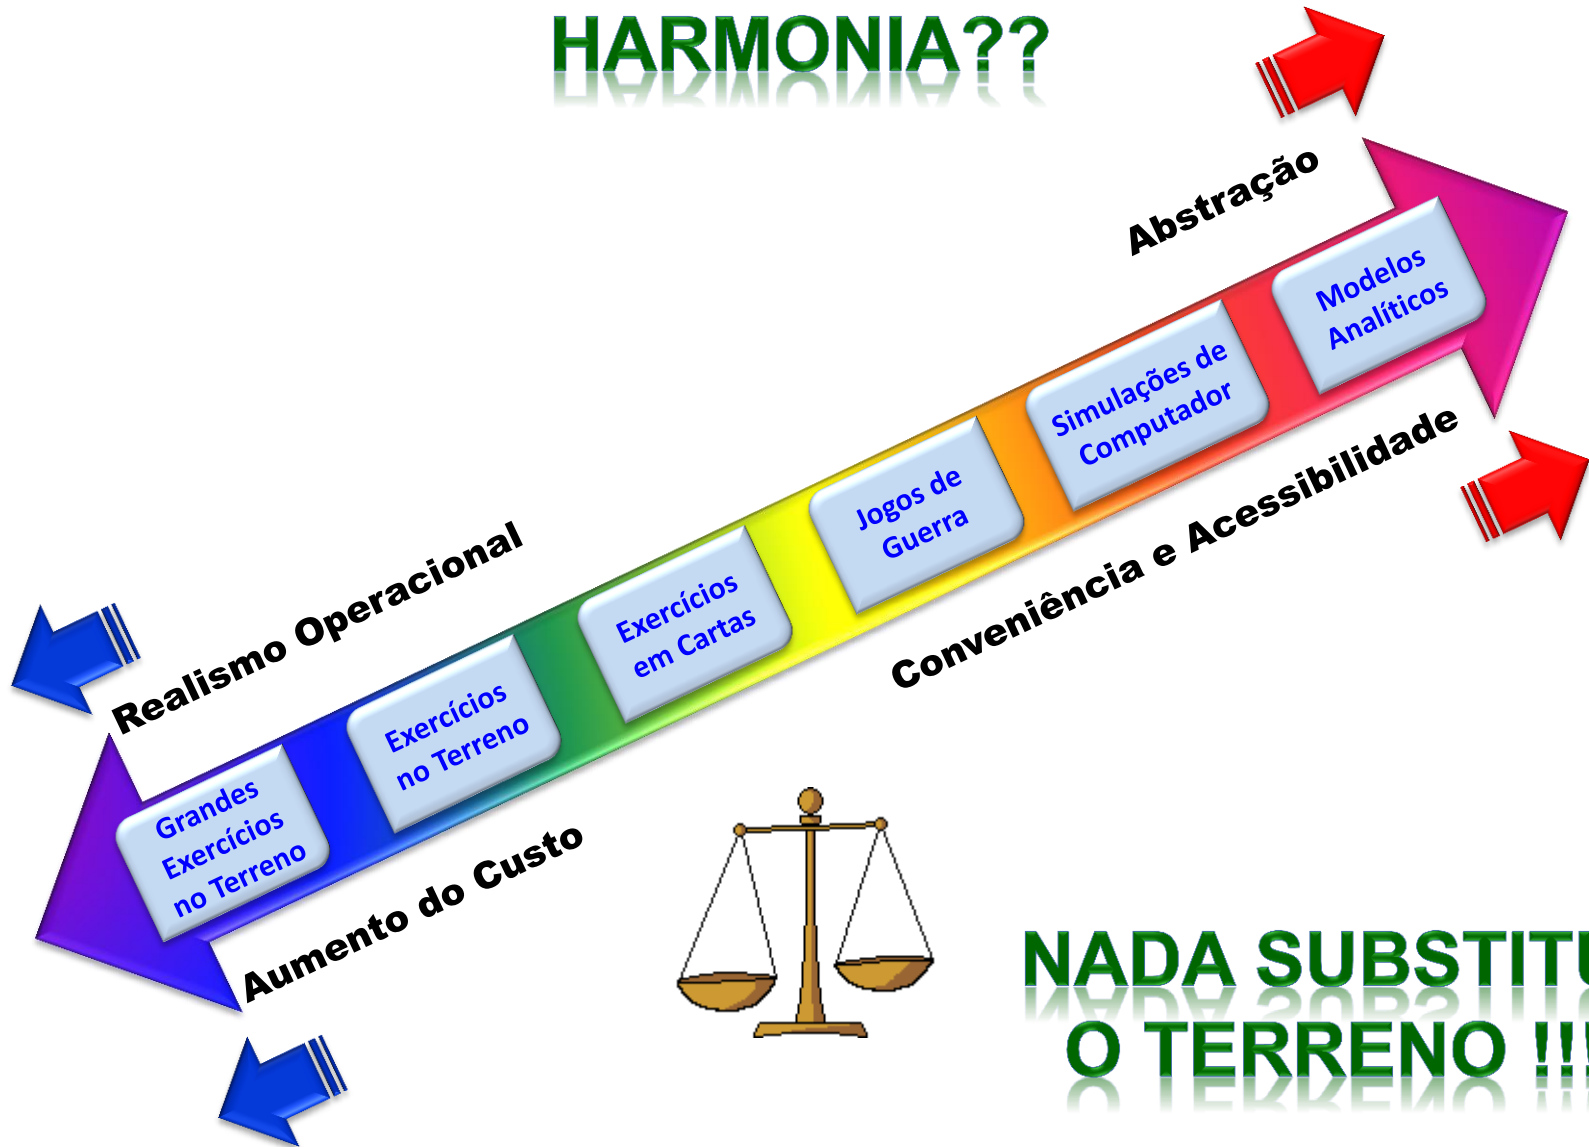 HARMONIA??
Abstração
Modelos
Analíticos
Simulações de
Computador
Jogos de
Guerra
Conveniência e Acessibilidade
Realismo Operacional
Exercícios
em Cartas
Exercícios
no Terreno
Grandes
Exercícios
no Terreno
Aumento do Custo
NADA SUBSTITU
O TERRENO !!!